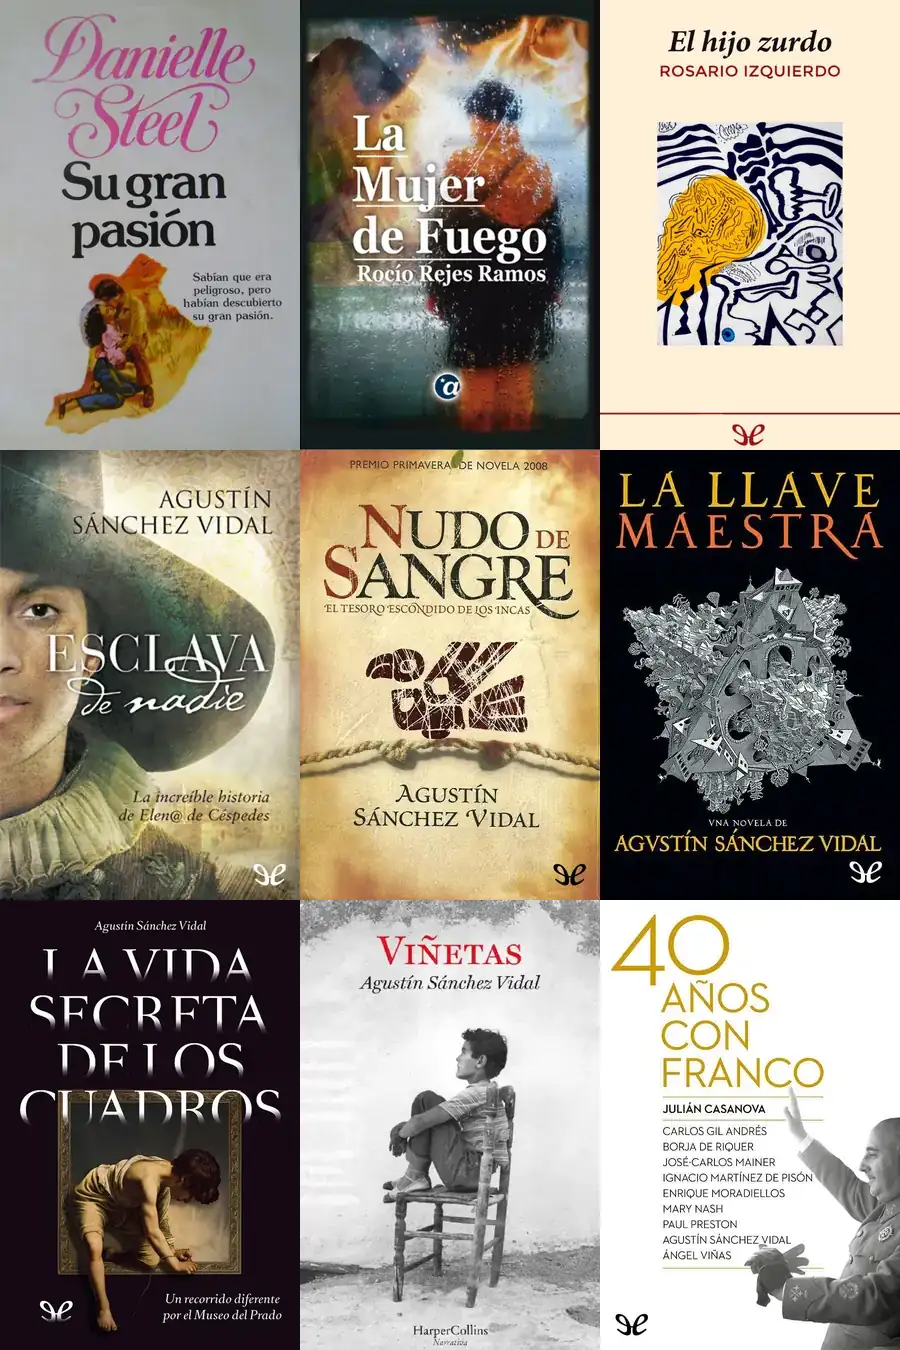 Danielle
Steel
Su gran
pasión
Sabían que era
peligroso, pero
habían descubierto
su gran pasión.
La
Mujer
de Fuego
Rocío Rejes Ramos
a
El hijo zurdo
ROSARIO IZQUIERDO
AGUSTÍN
SÁNCHEZ VIDAL
ESCLAVA
de nadie
La increíble historia
de Elen@ de Céspedes
PREMIO PRIMAVERA DE NOVELA 2008
NUDO DE
SANGRE
EL TESORO ESCONDIDO DE LOS INCAS
AGUSTÍN
SÁNCHEZ VIDAL
LA LLAVE
MAESTRA
VNA NOVELA DE
AGVSTÍN SÁNCHEZ VIDAL
Agustín Sánchez Vidal
LA VIDA
SECRETA
DE LOS
CUADROS
Un recorrido diferente
por el Museo del Prado
VIÑETAS
Agustín Sánchez Vidal
HarperCollins
Narrativa
40
AÑOS
CON
FRANCO
JULIÁN CASANOVA
CARLOS GIL ANDRÉS
BORJA DE RIQUER
JOSÉ-CARLOS MAINER
IGNACIO MARTÍNEZ DE PISÓN
ENRIQUE MORADIELLOS
MARY NASH
PAUL PRESTON
AGUSTÍN SÁNCHEZ VIDAL
ÁNGEL VIÑAS